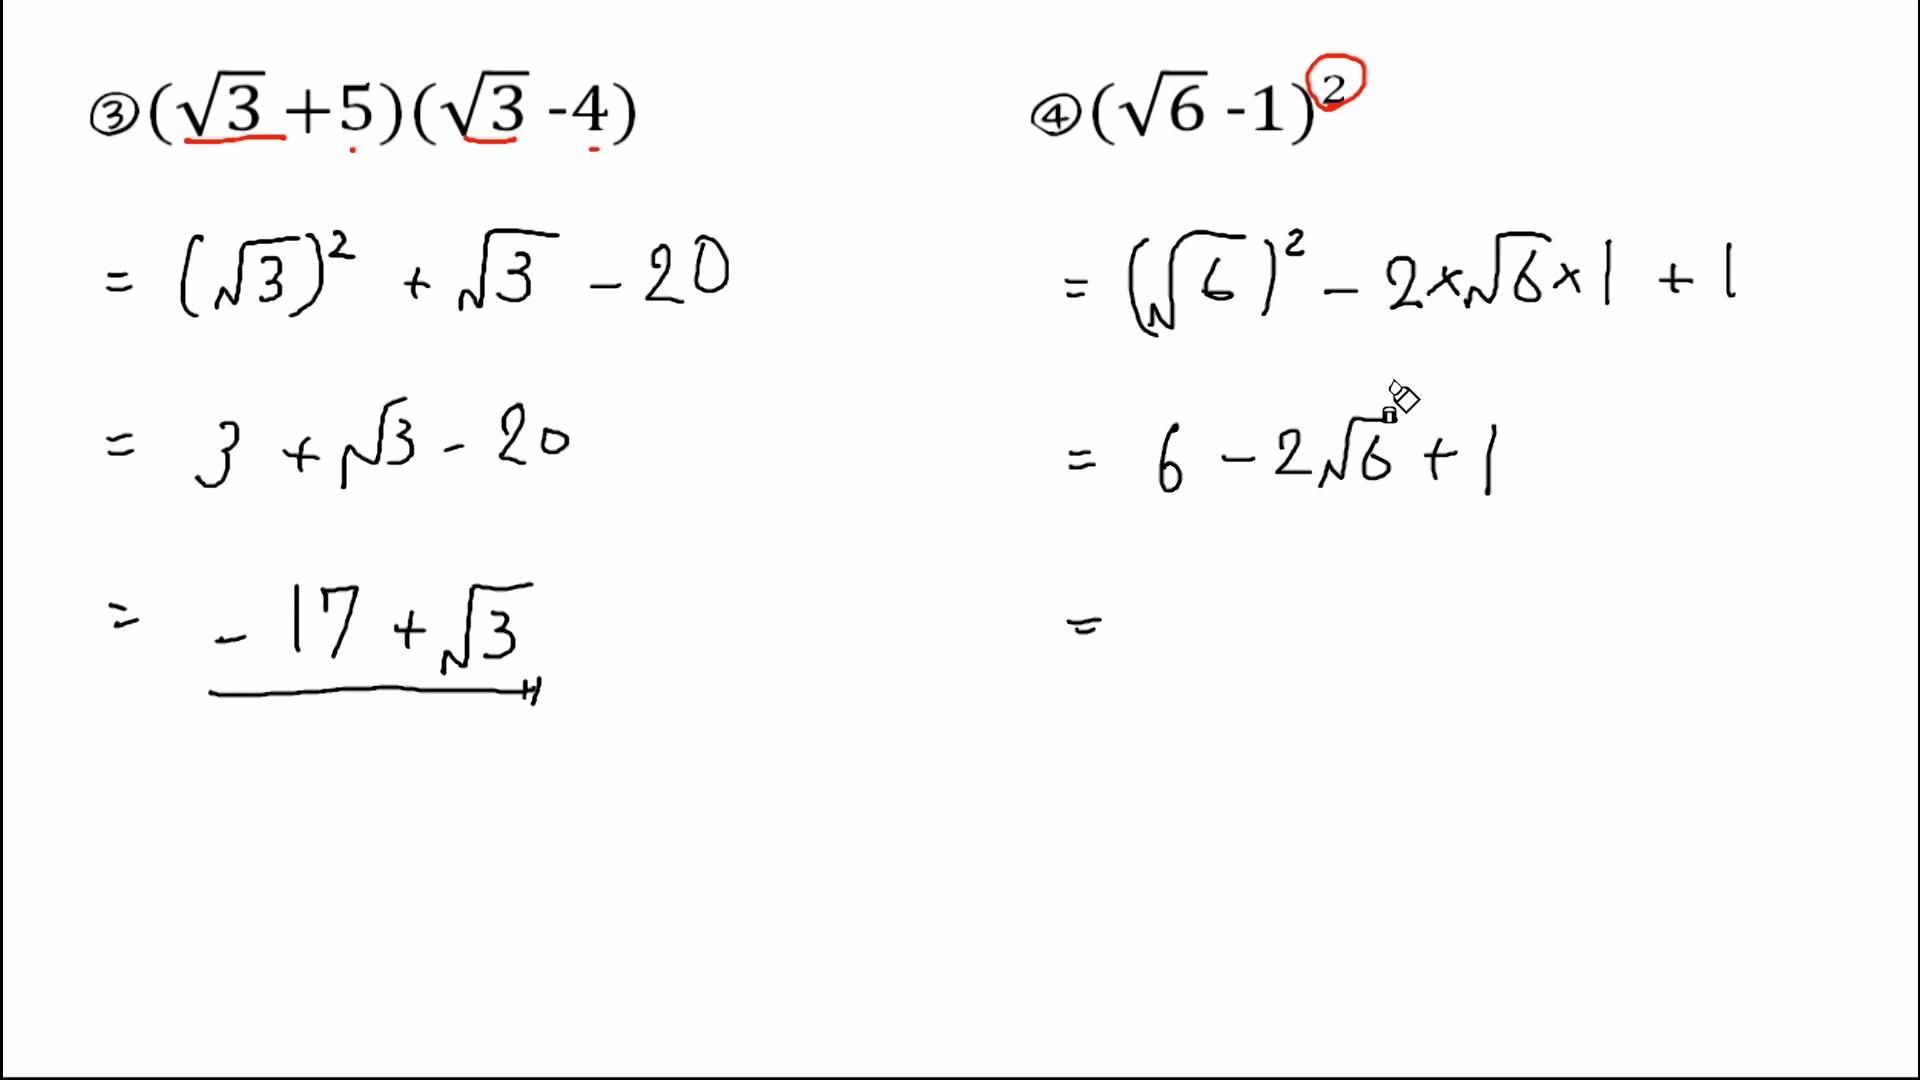 ③(√3+5)(√3-4)
= (√3)² + √3 - 20
= 3 + √3 - 20
= -17 + √3
④(√6-1)²
= (√6)² - 2×√6×1 + 1
= 6 - 2√6 + 1
=